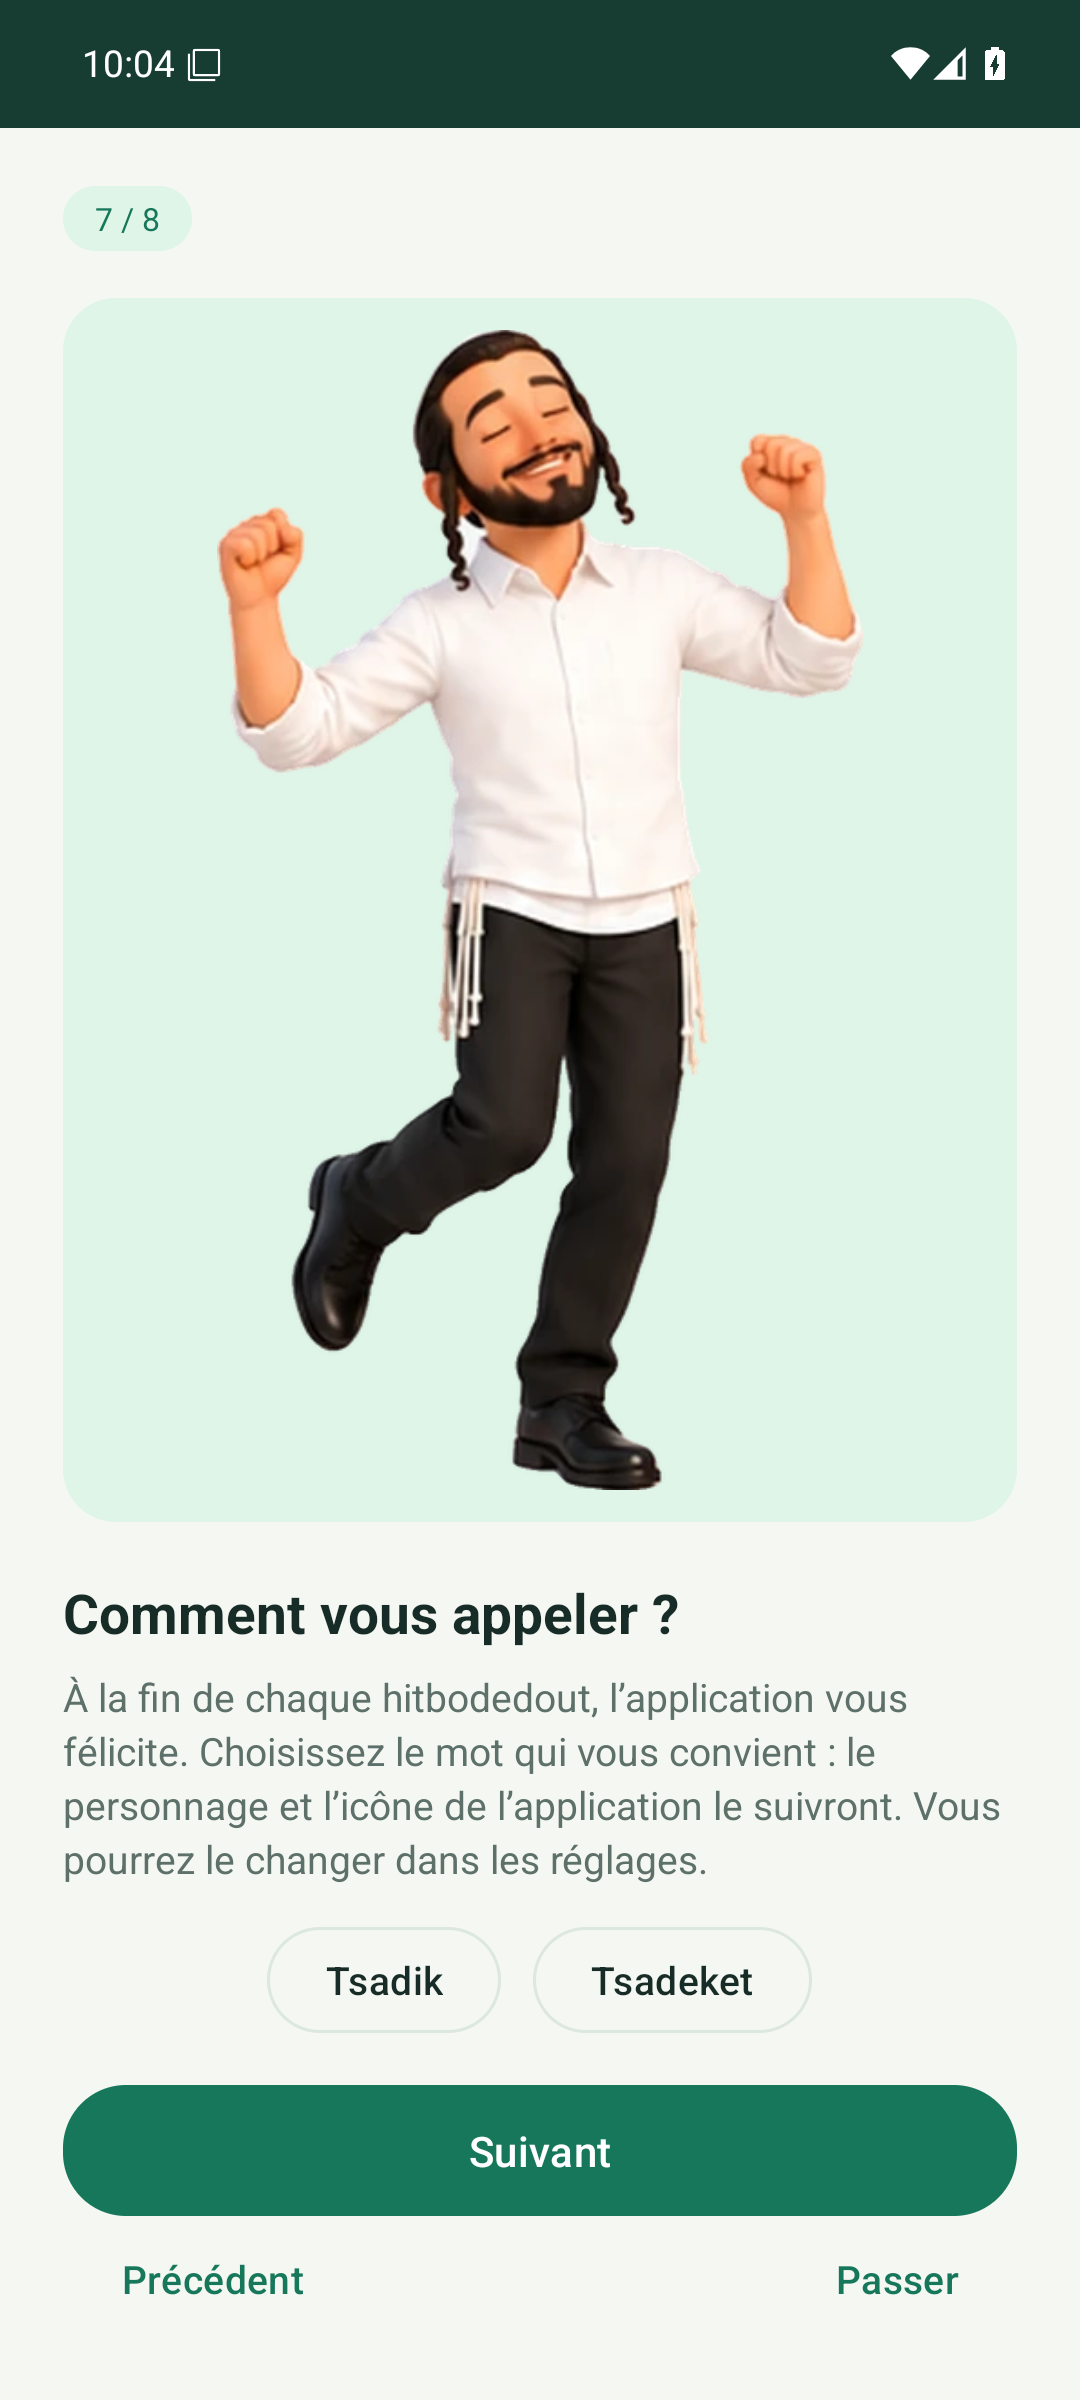 10:04
7 / 8
Comment vous appeler ?
À la fin de chaque hitbodedout, l’application vous
félicite. Choisissez le mot qui vous convient : le
personnage et l’icône de l’application le suivront. Vous
pourrez le changer dans les réglages.
Tsadik
Tsadeket
Suivant
Précédent
Passer